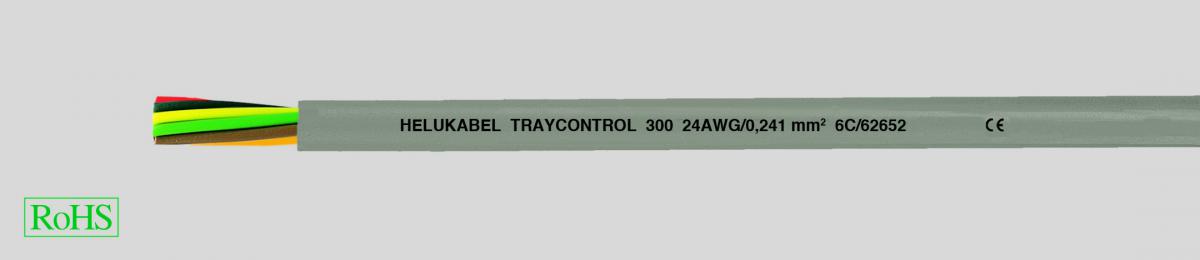 HELUKABEL TRAYCONTROL 300 24AWG/0,241 mm² 6C/62652 CE
RoHS